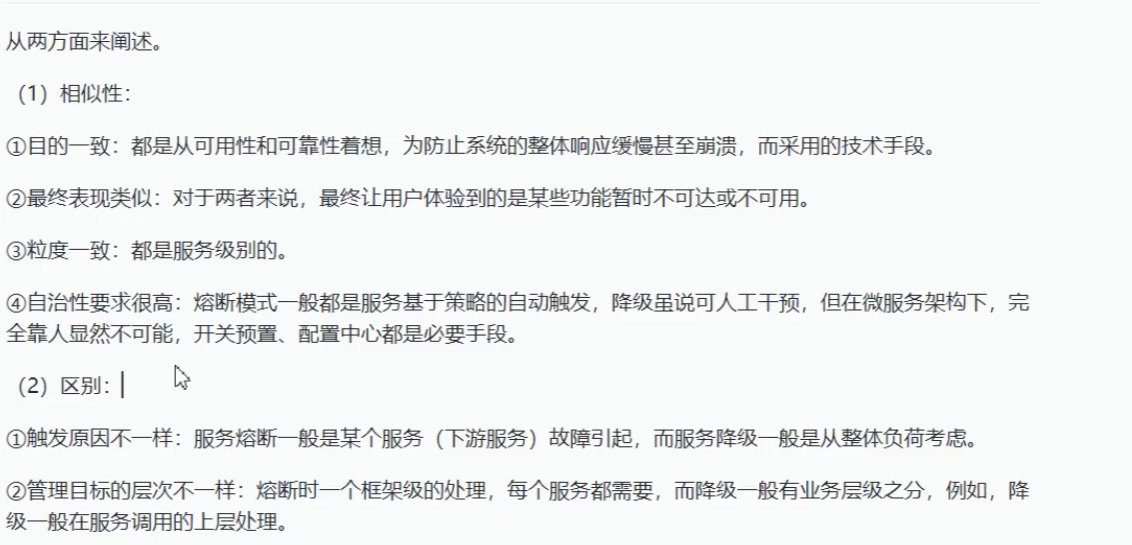 从两方面来阐述。
（1）相似性：
①目的一致：都是从可用性和可靠性着想，为防止系统的整体响应缓慢甚至崩溃，而采用的技术手段。
②最终表现类似：对于两者来说，最终让用户体验到的是某些功能暂时不可达或不可用。
③粒度一致：都是服务级别的。
④自治性要求很高：熔断模式一般都是服务基于策略的自动触发，降级虽说可人工干预，但在微服务架构下，完
全靠人显然不可能，开关预置、配置中心都是必要手段。
（2）区别：
①触发原因不一样：服务熔断一般是某个服务（下游服务）故障引起，而服务降级一般是从整体负荷考虑。
②管理目标的层次不一样：熔断时一个框架级的处理，每个服务都需要，而降级一般有业务层级之分，例如，降
级一般在服务调用的上层处理。